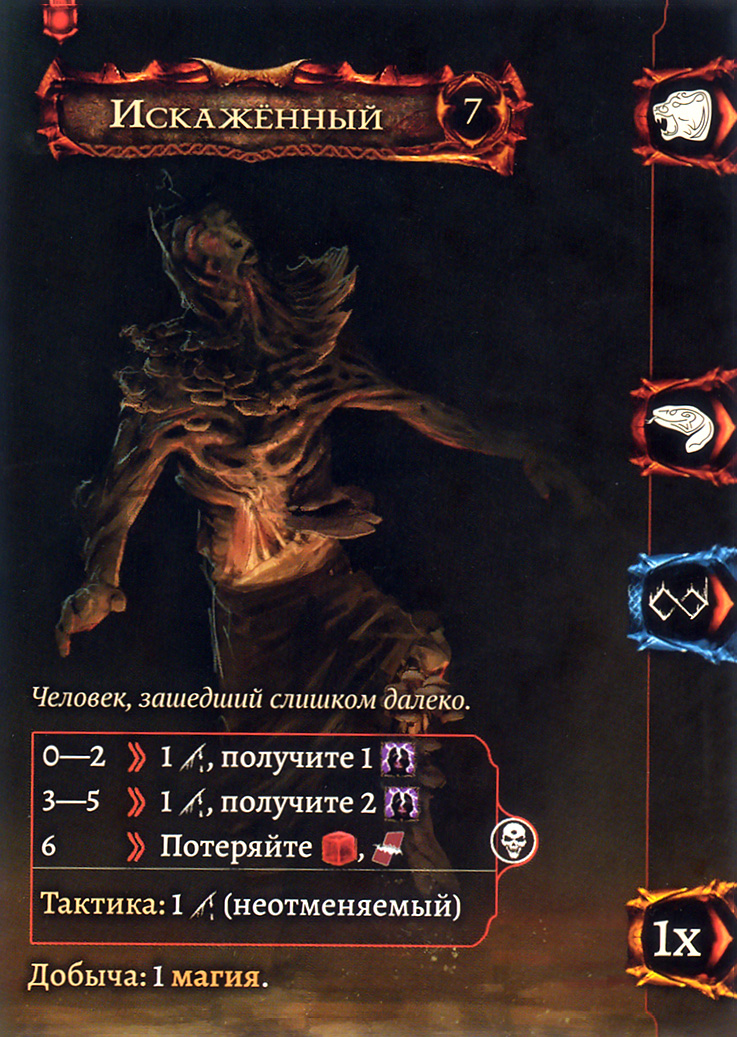 Искажённый
7
Человек, зашедший слишком далеко.
0—2 1 , получите 1
3—5 1 , получите 2
6 Потеряйте ,
Тактика: 1 (неотменяемый)
1x
Добыча: 1 магия.